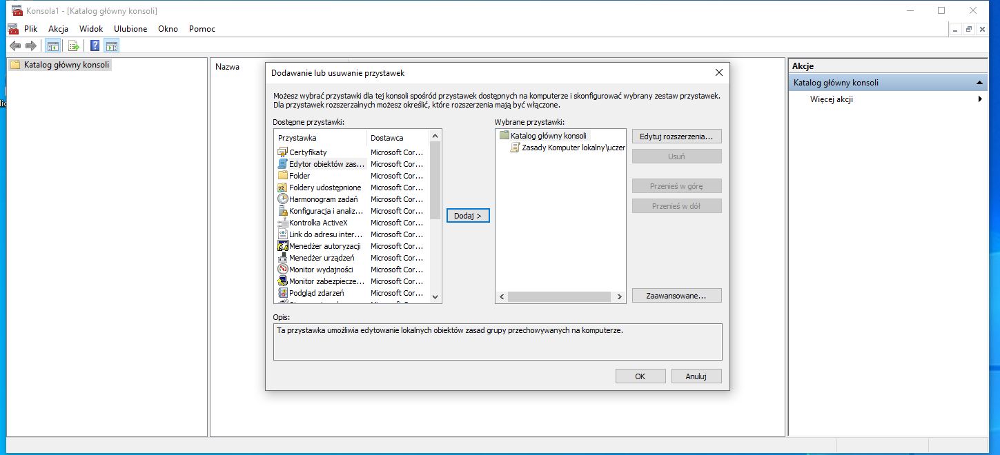 Konsola1 - [Katalog główny konsoli]
Plik Akcja Widok Ulubione Okno Pomoc
Katalog główny konsoli
Nazwa
Dodawanie lub usuwanie przystawek
Możesz wybrać przystawki dla tej konsoli spośród przystawek dostępnych na komputerze i skonfigurować wybrany zestaw przystawek.
Dla przystawek rozszerzalnych możesz określić, które rozszerzenia mają być włączone.
Dostępne przystawki:
Przystawka Dostawca
Certyfikaty Microsoft Cor...
Edytor obiektów zas... Microsoft Cor...
Folder Microsoft Cor...
Foldery udostępnione Microsoft Cor...
Harmonogram zadań Microsoft Cor...
Konfiguracja i analiz... Microsoft Cor...
Kontrolka ActiveX Microsoft Cor...
Link do adresu inter... Microsoft Cor...
Menedżer autoryzacji Microsoft Cor...
Menedżer urządzeń Microsoft Cor...
Monitor wydajności Microsoft Cor...
Monitor zabezpiecze... Microsoft Cor...
Podgląd zdarzeń Microsoft Cor...
Dodaj >
Wybrane przystawki:
Katalog główny konsoli
Zasady Komputer lokalny\uczer
Edytuj rozszerzenia...
Usuń
Przenieś w górę
Przenieś w dół
Zaawansowane...
Opis:
Ta przystawka umożliwia edytowanie lokalnych obiektów zasad grupy przechowywanych na komputerze.
OK Anuluj
Akcje
Katalog główny konsoli
Więcej akcji